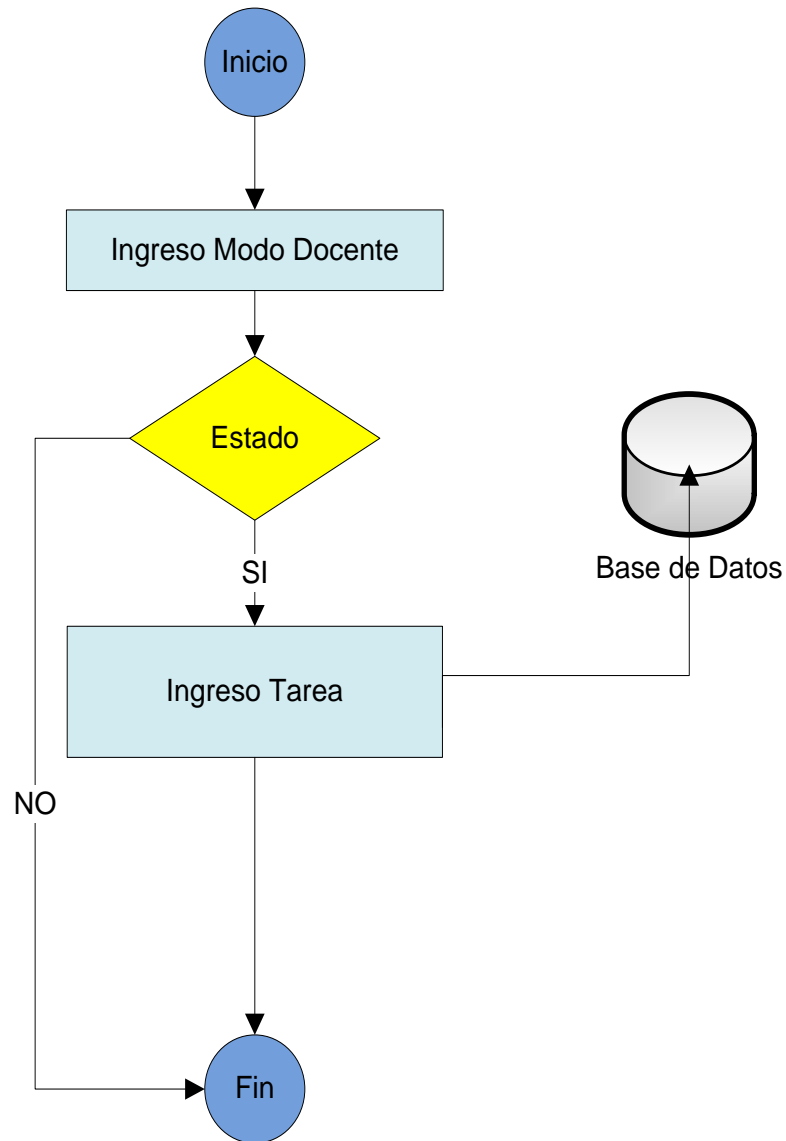 Inicio
Ingreso Modo Docente
Estado
SI
Base de Datos
Ingreso Tarea
NO
Fin